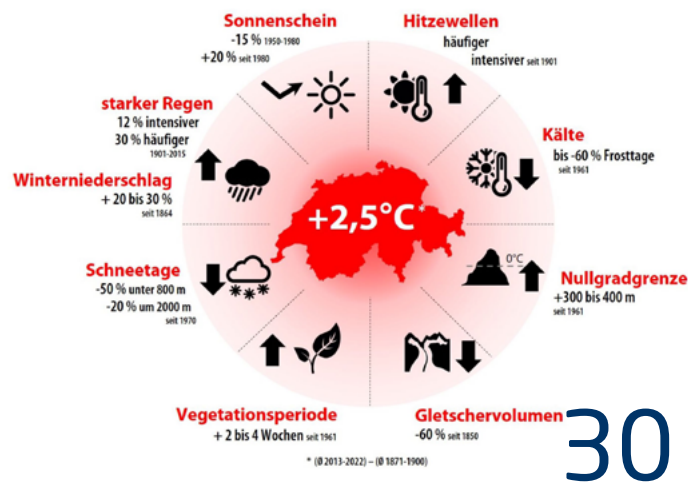 Sonnenschein
-15 % 1950-1980
+20 % seit 1980
Hitzewellen
häufiger
intensiver seit 1901
starker Regen
12 % intensiver
30 % häufiger
1901-2015
Kälte
bis -60 % Frosttage
seit 1961
Winterniederschlag
+ 20 bis 30 %
seit 1864
+2,5°C
Schneetage
-50 % unter 800 m
-20 % um 2000 m
seit 1970
0°C
Nullgradgrenze
+300 bis 400 m
seit 1961
Vegetationsperiode
+ 2 bis 4 Wochen seit 1961
Gletschervolumen
-60 % seit 1850
30
* (Ø 2013-2022) – (Ø 1871-1900)